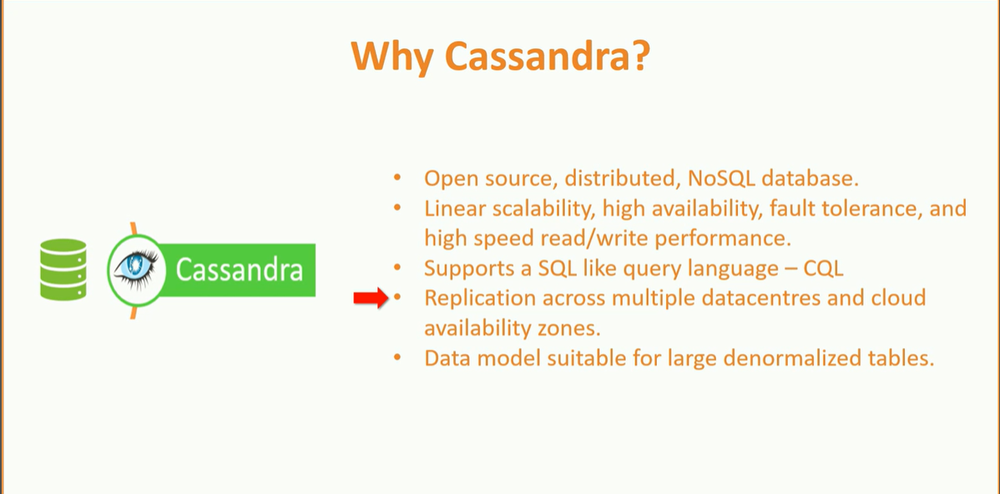 Why Cassandra?
Cassandra
• Open source, distributed, NoSQL database.
• Linear scalability, high availability, fault tolerance, and
high speed read/write performance.
• Supports a SQL like query language – CQL
• Replication across multiple datacentres and cloud
availability zones.
• Data model suitable for large denormalized tables.